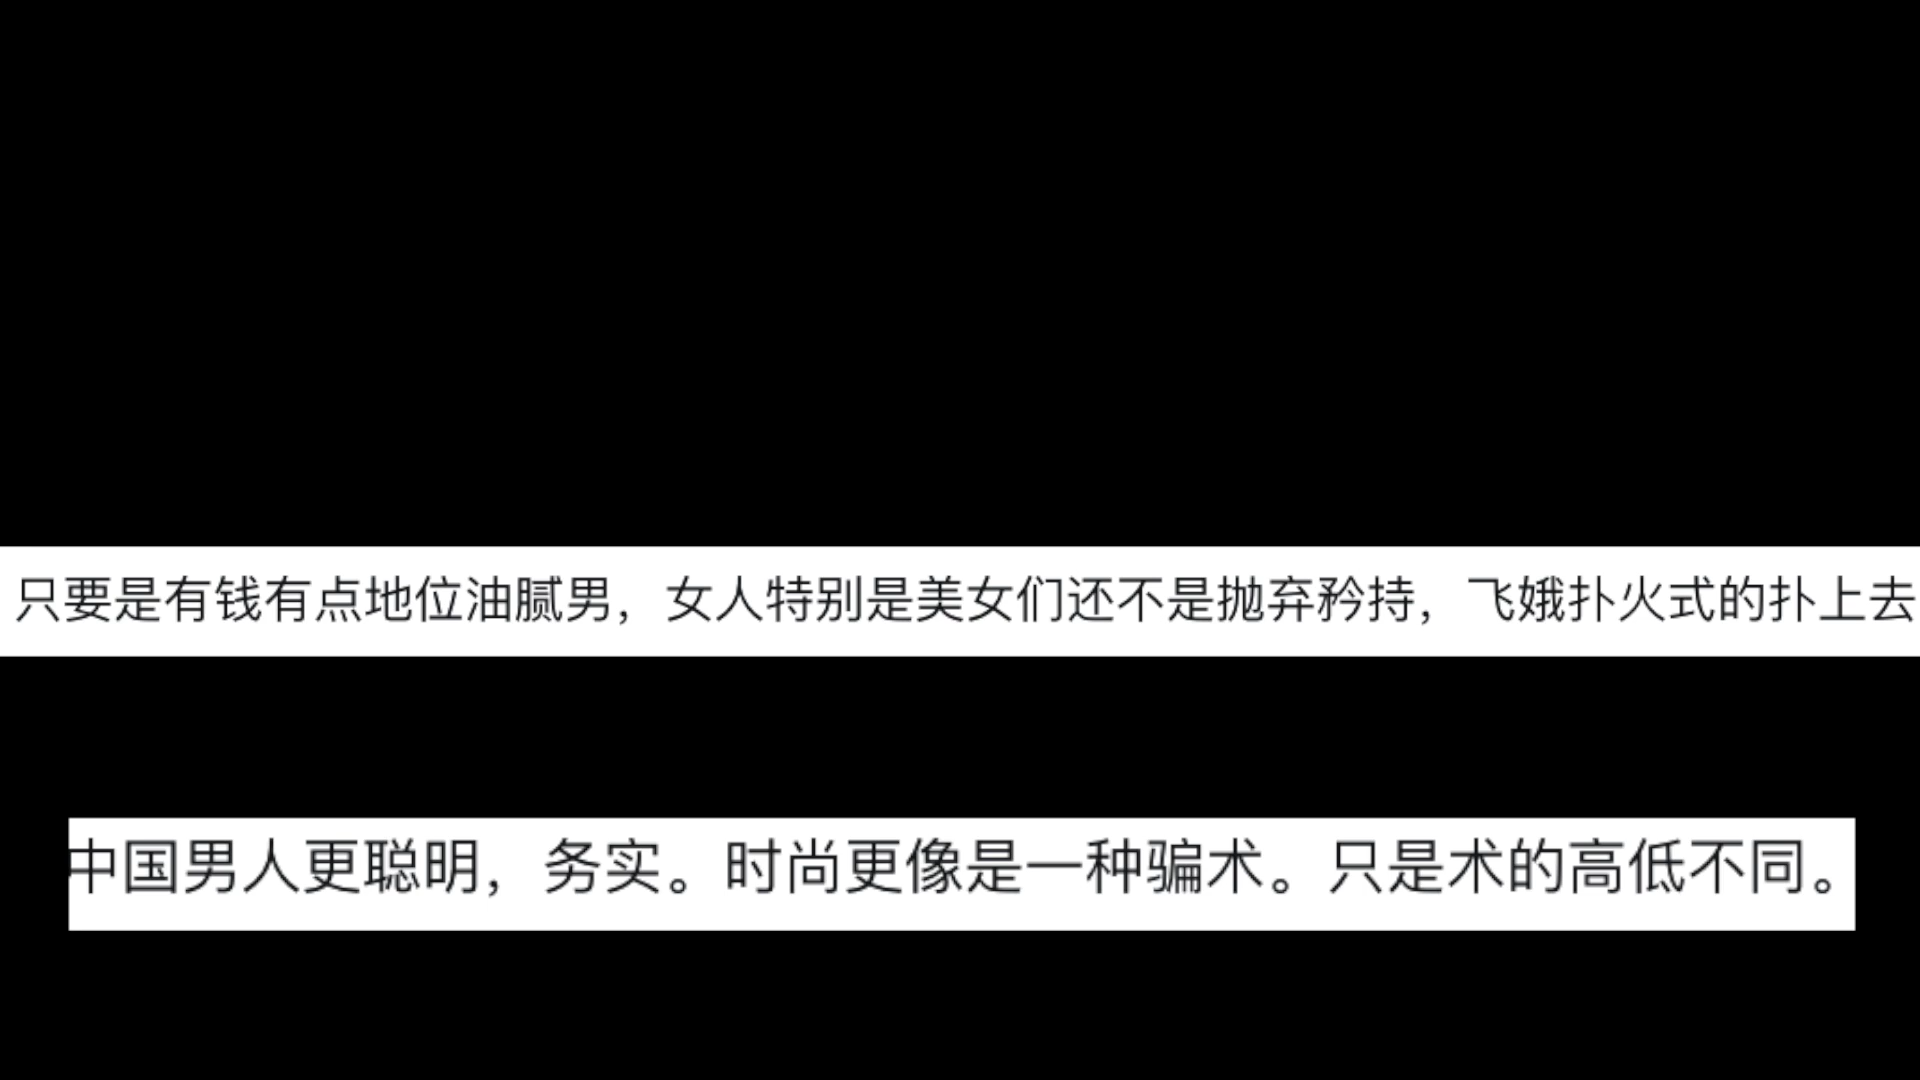 只要是有钱有点地位油腻男，女人特别是美女们还不是抛弃矜持，飞娥扑火式的扑上去
中国男人更聪明，务实。时尚更像是一种骗术。只是术的高低不同。